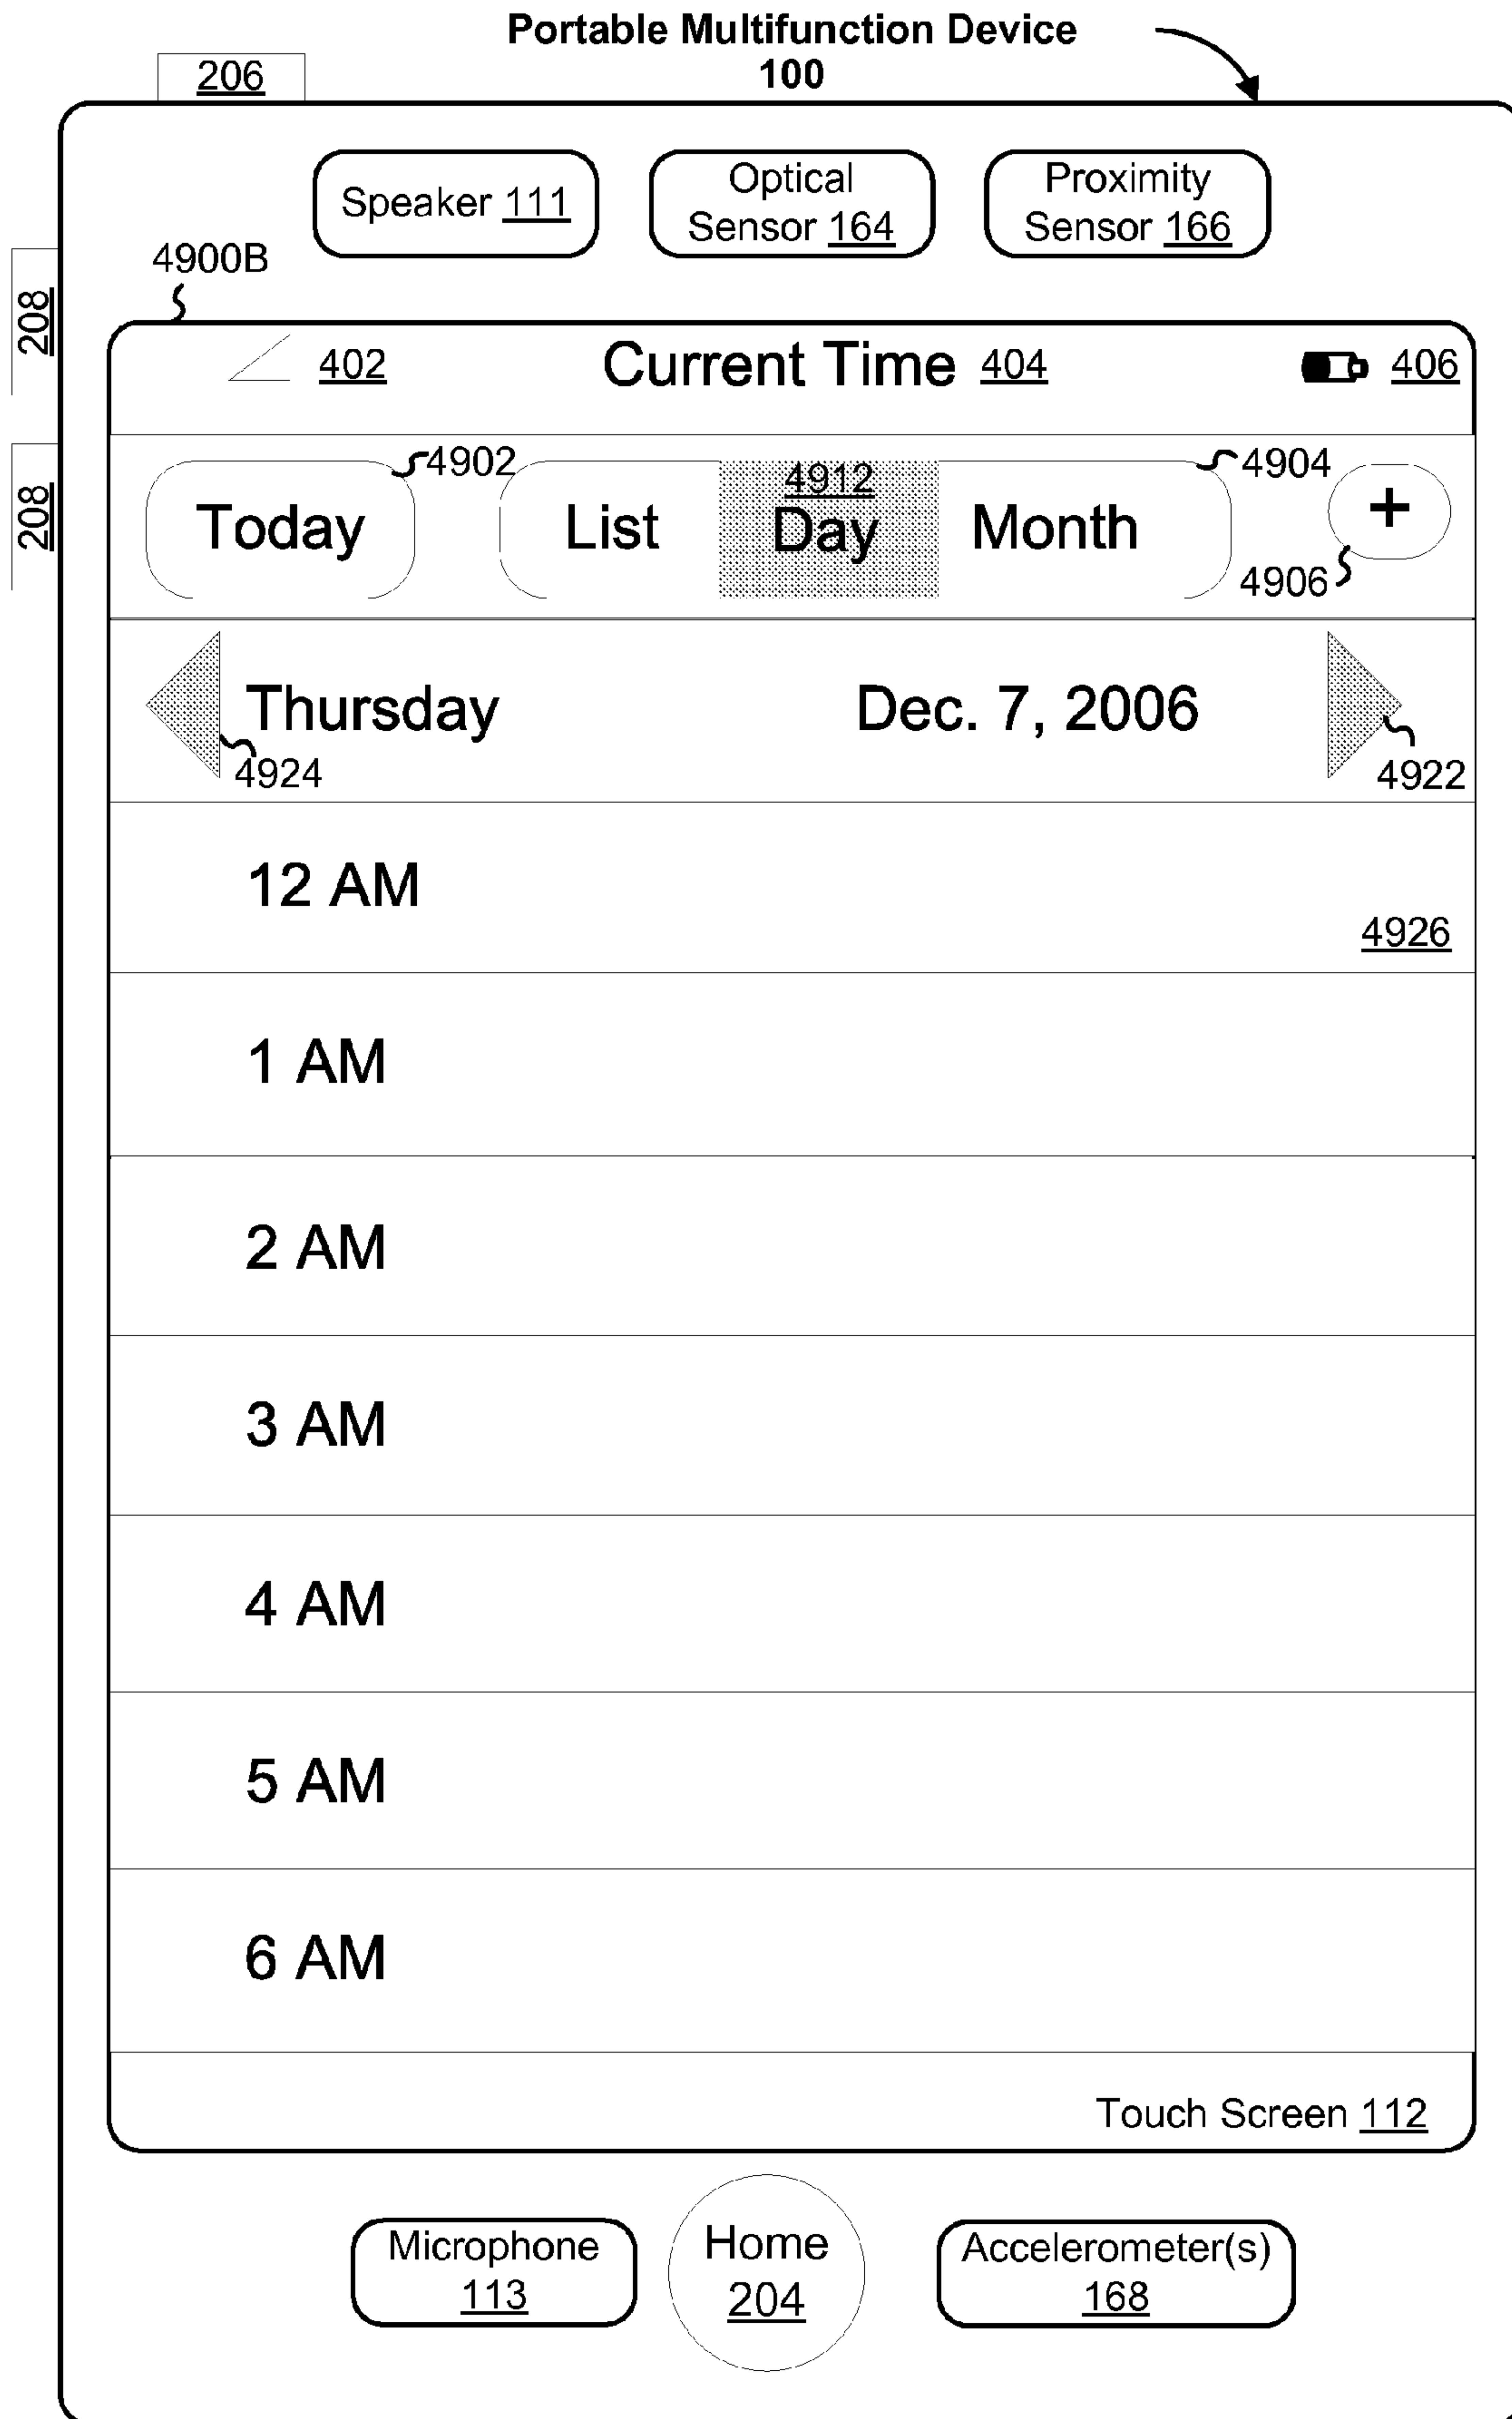 Portable Multifunction Device
100
206
Speaker 111
Optical
Sensor 164
Proximity
Sensor 166
4900B
208
402
Current Time 404
406
4902
4912
4904
208
Today
List
Day
Month
+
4906
Thursday
Dec. 7, 2006
4924
4922
12 AM
4926
1 AM
2 AM
3 AM
4 AM
5 AM
6 AM
Touch Screen 112
Microphone
113
Home
204
Accelerometer(s)
168